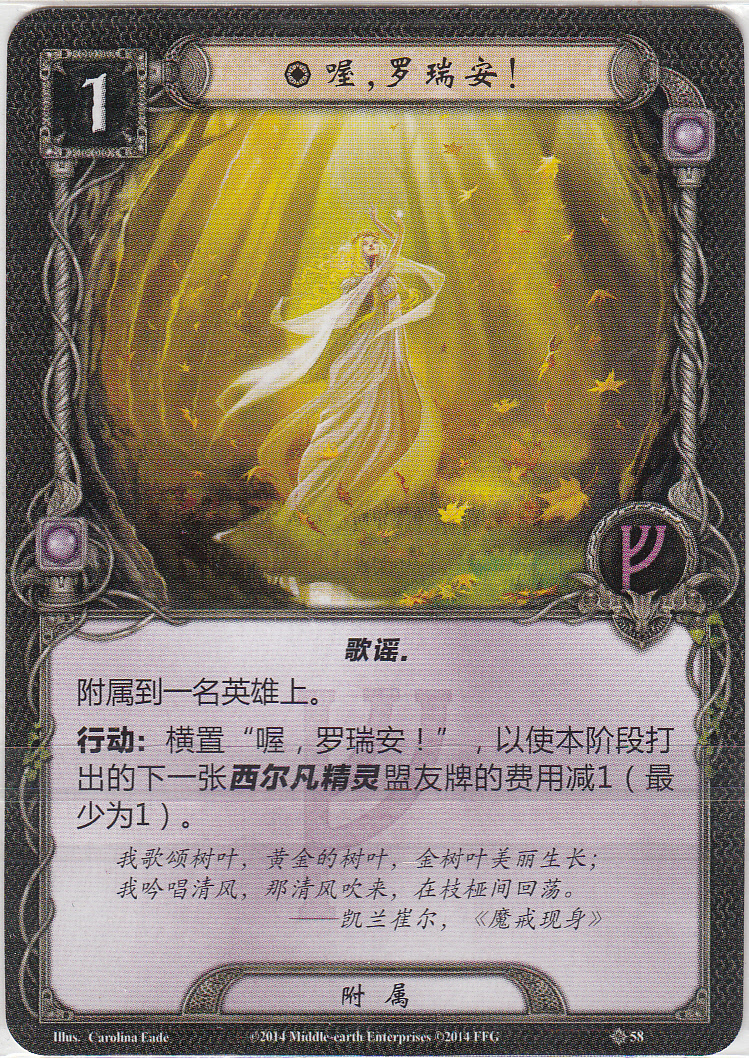 1
喔，罗瑞安！
歌谣．
附属到一名英雄上。
行动：横置“喔，罗瑞安！”，以使本阶段打
出的下一张西尔凡精灵盟友牌的费用减1（最
少为1）。
我歌颂树叶，黄金的树叶，金树叶美丽生长；
我吟唱清风，那清风吹来，在枝桠间回荡。
——凯兰崔尔，《魔戒现身》
附 属
Illus. Carolina Eade ©2014 Middle-earth Enterprises ©2014 FFG 58